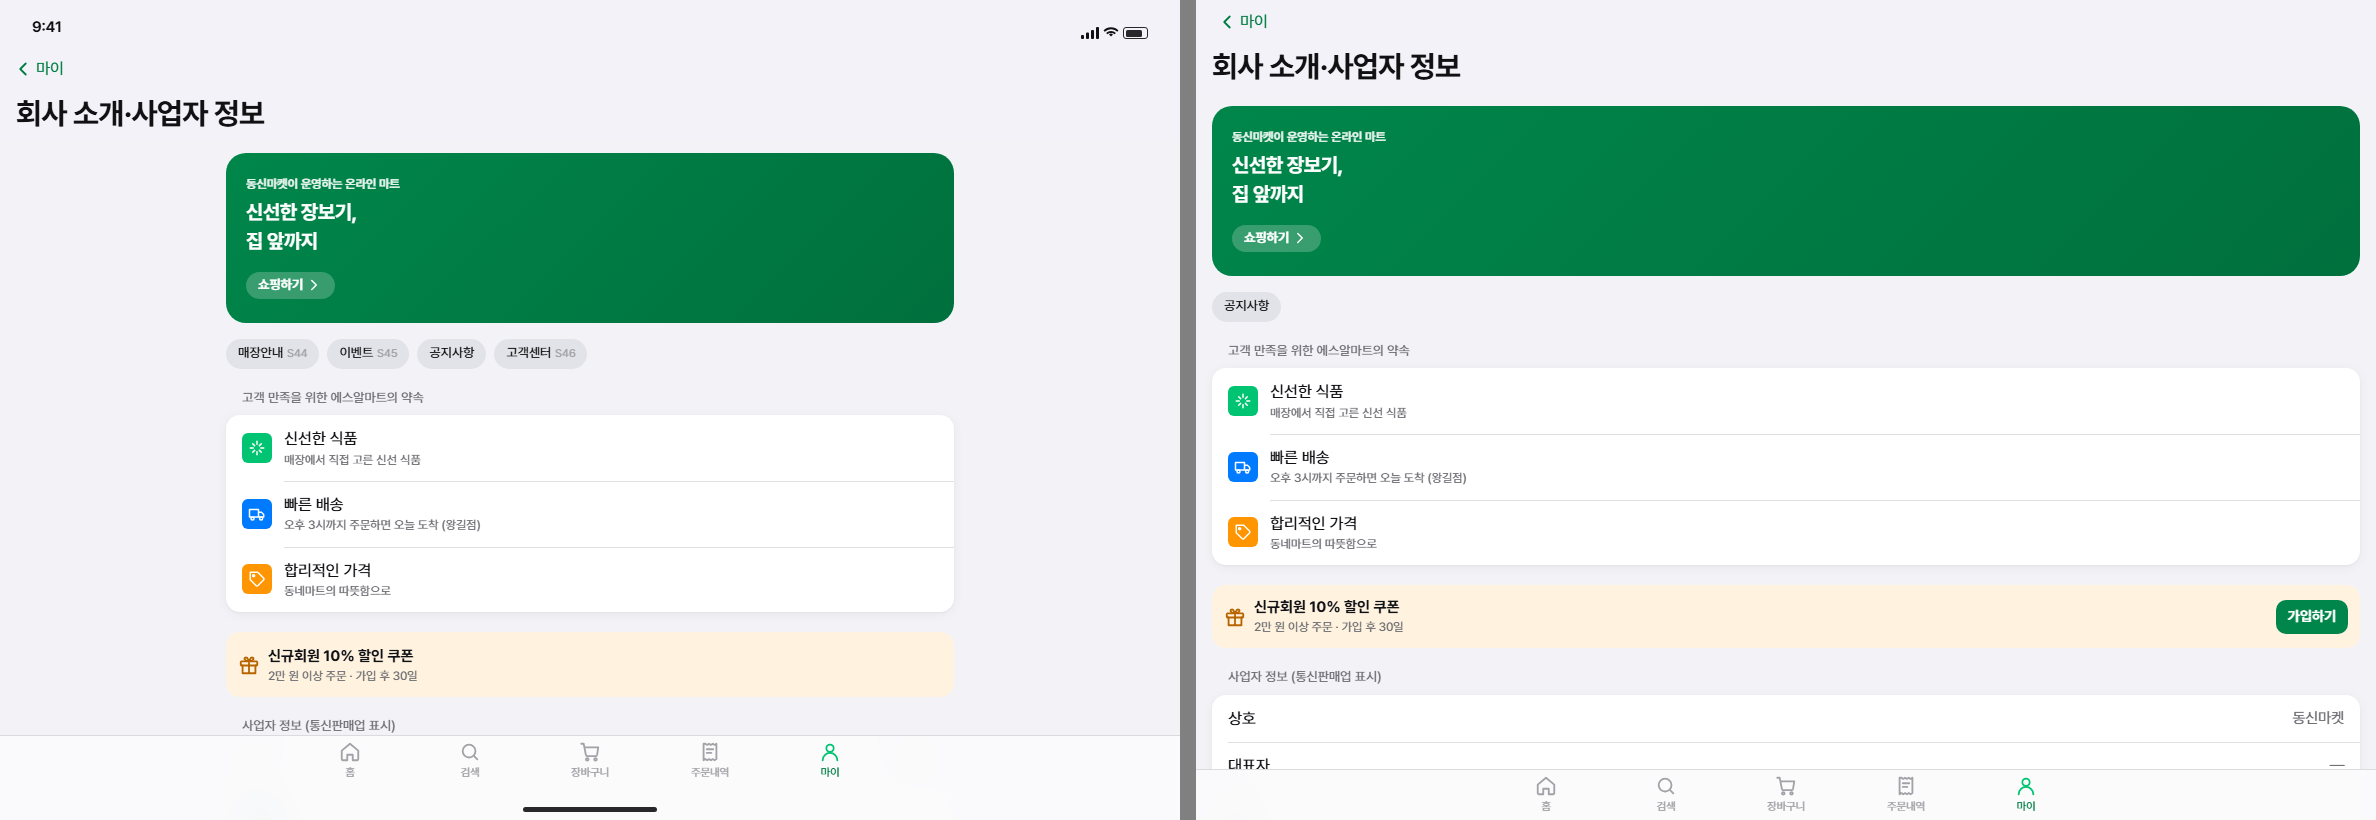 9:41
마이
회사 소개·사업자 정보
동신마켓이 운영하는 온라인 마트
신선한 장보기,
집 앞까지
쇼핑하기
매장안내 S44 이벤트 S45 공지사항 고객센터 S46
고객 만족을 위한 에스알마트의 약속
신선한 식품
매장에서 직접 고른 신선 식품
빠른 배송
오후 3시까지 주문하면 오늘 도착 (왕길점)
합리적인 가격
동네마트의 따뜻함으로
신규회원 10% 할인 쿠폰
2만 원 이상 주문 · 가입 후 30일
사업자 정보 (통신판매업 표시)
홈 검색 장바구니 주문내역 마이
마이
회사 소개·사업자 정보
동신마켓이 운영하는 온라인 마트
신선한 장보기,
집 앞까지
쇼핑하기
공지사항
고객 만족을 위한 에스알마트의 약속
신선한 식품
매장에서 직접 고른 신선 식품
빠른 배송
오후 3시까지 주문하면 오늘 도착 (왕길점)
합리적인 가격
동네마트의 따뜻함으로
신규회원 10% 할인 쿠폰
2만 원 이상 주문 · 가입 후 30일
가입하기
사업자 정보 (통신판매업 표시)
상호 동신마켓
대표자 —
홈 검색 장바구니 주문내역 마이